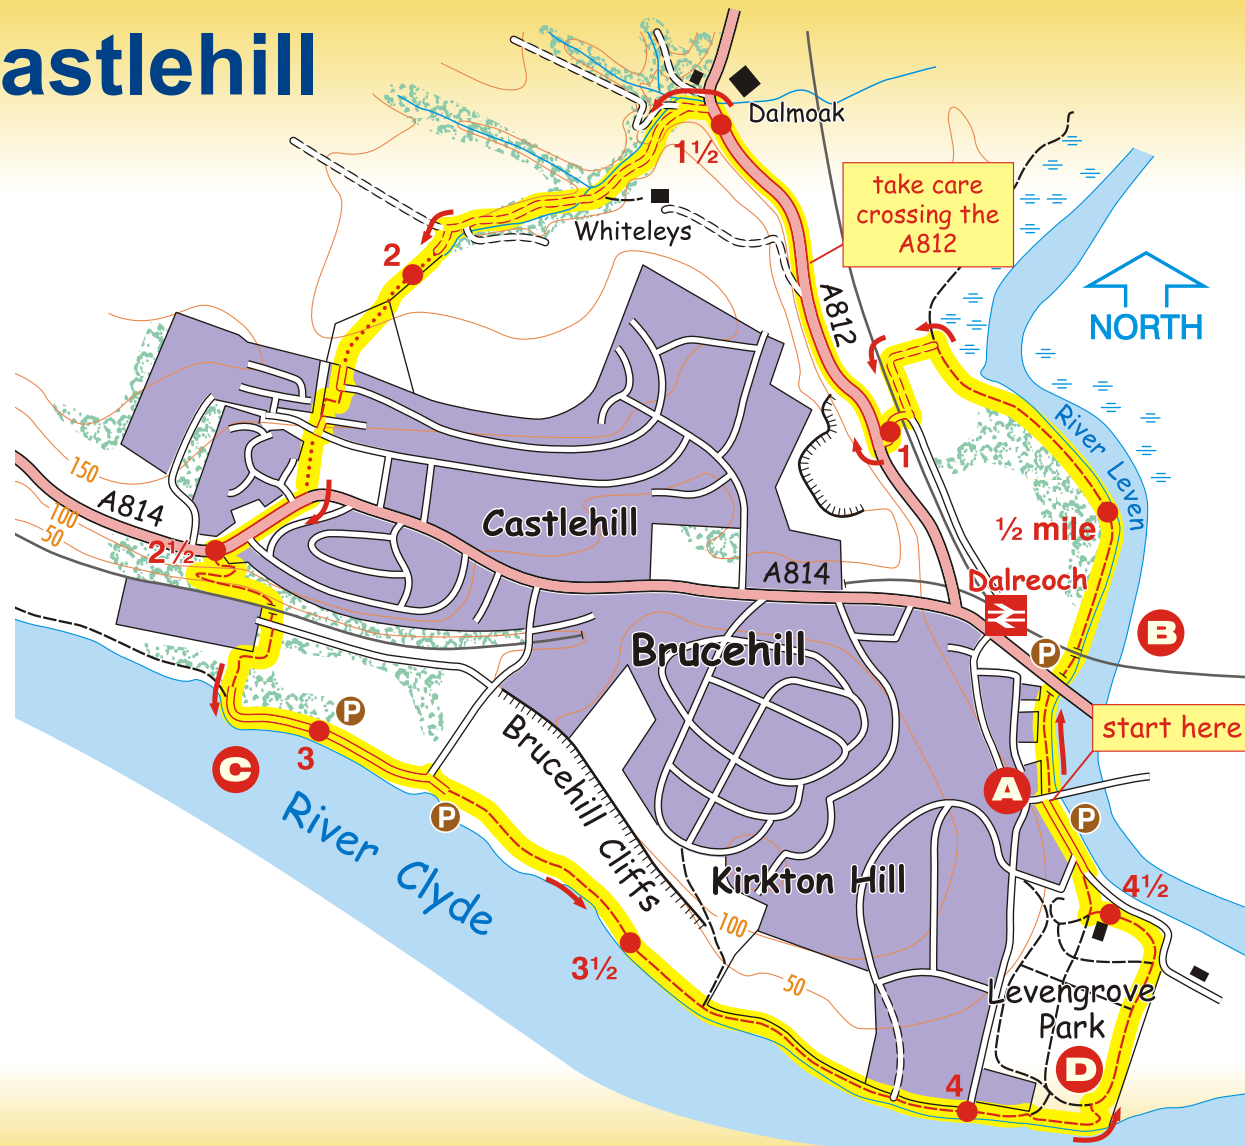 astlehill
Dalmoak
1½
take care
crossing the
A812
Whiteleys
2
NORTH
A812
River Leven
1
150
A814
100
50
2½
Castlehill
½ mile
A814
Dalreoch
B
Brucehill
P
P
start here
3
C
Brucehill Cliffs
A
P
P
River Clyde
Kirkton Hill
4½
100
3½
50
Levengrove
Park
D
4